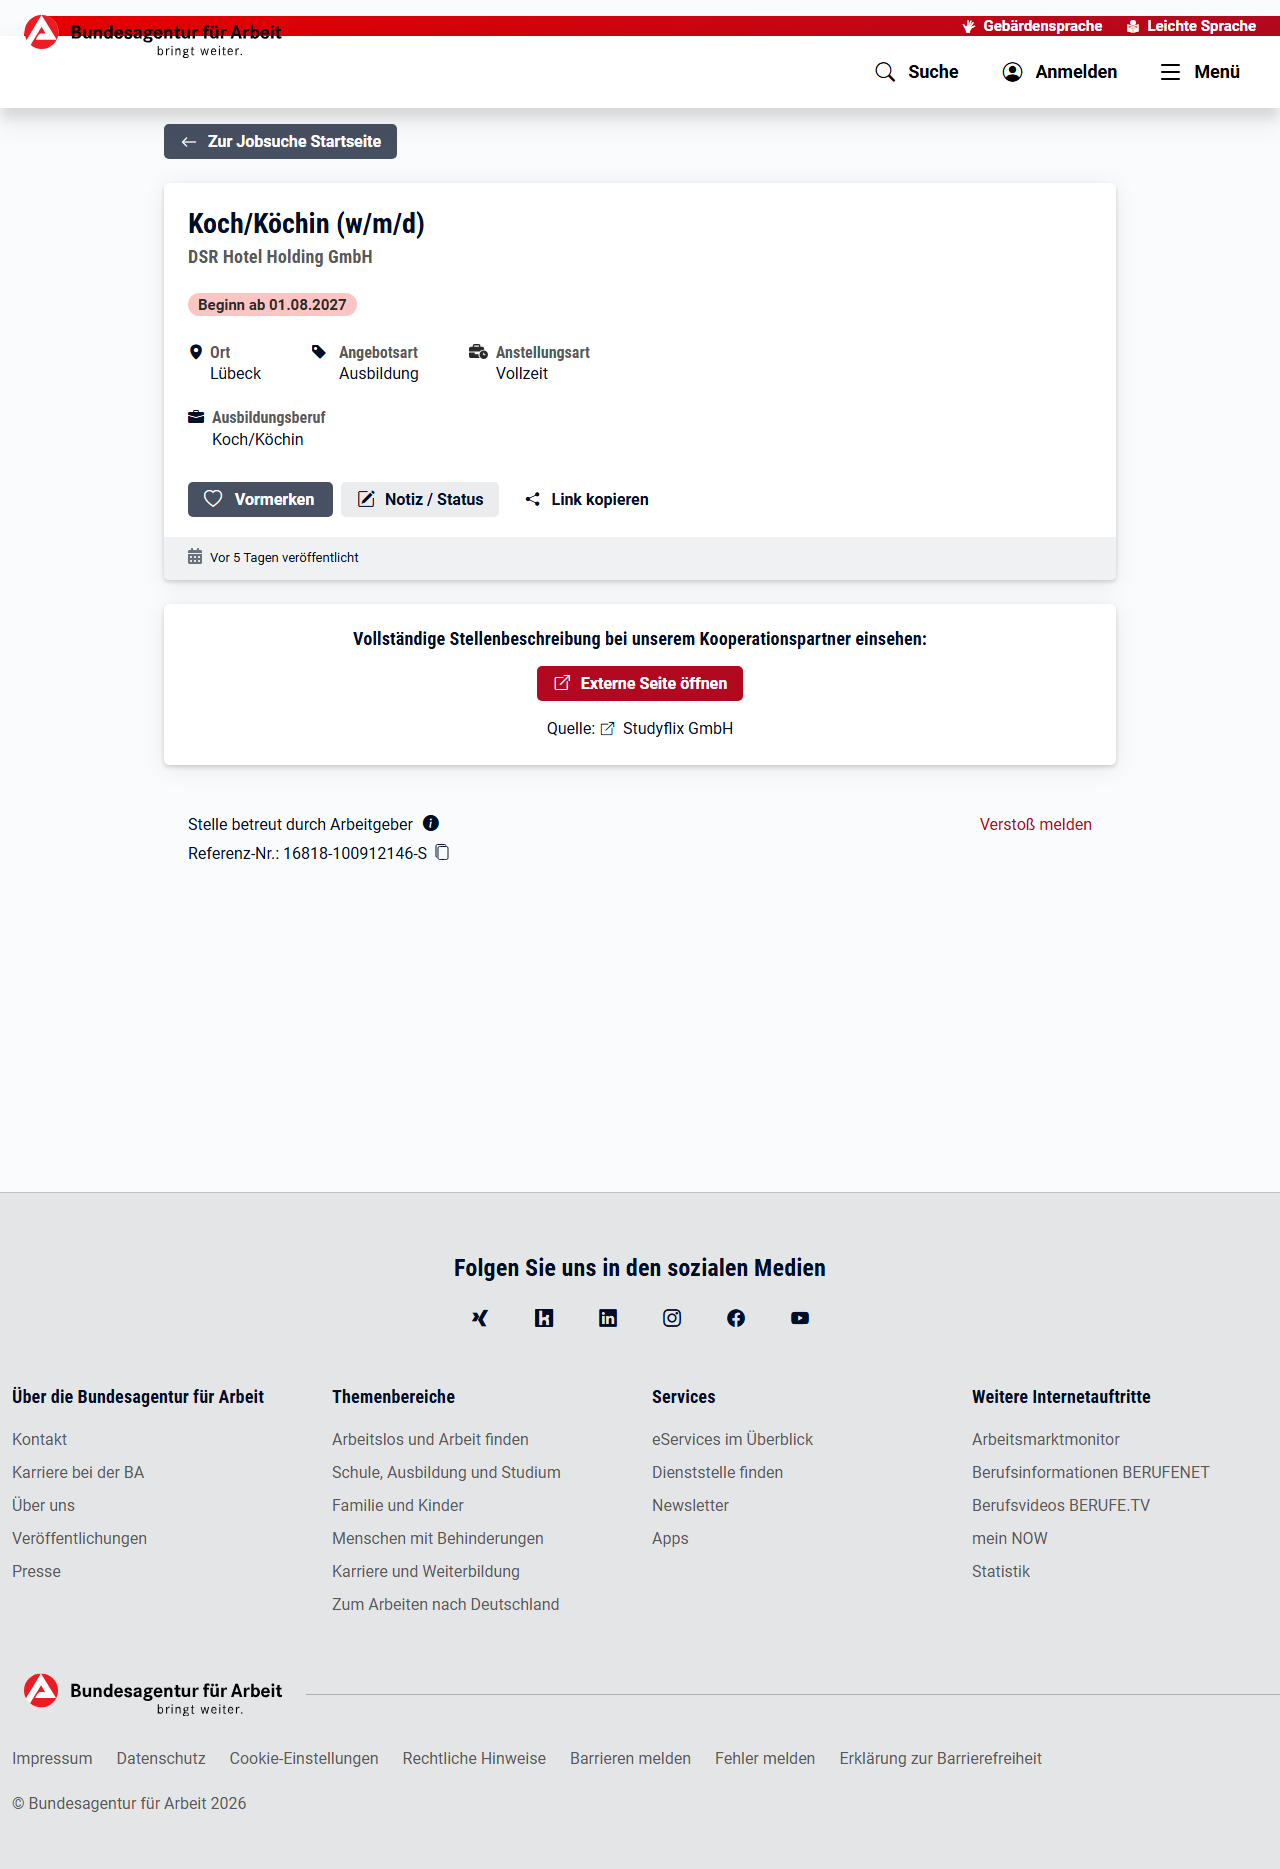 Bundesagentur für Arbeit
bringt weiter.
Gebärdensprache
Leichte Sprache
Suche
Anmelden
Menü
Zur Jobsuche Startseite
Koch/Köchin (w/m/d)
DSR Hotel Holding GmbH
Beginn ab 01.08.2027
Ort
Lübeck
Angebotsart
Ausbildung
Anstellungsart
Vollzeit
Ausbildungsberuf
Koch/Köchin
Vormerken
Notiz / Status
Link kopieren
Vor 5 Tagen veröffentlicht
Vollständige Stellenbeschreibung bei unserem Kooperationspartner einsehen:
Externe Seite öffnen
Quelle: Studyflix GmbH
Stelle betreut durch Arbeitgeber
Verstoß melden
Referenz-Nr.: 16818-100912146-S
Folgen Sie uns in den sozialen Medien
Über die Bundesagentur für Arbeit
Kontakt
Karriere bei der BA
Über uns
Veröffentlichungen
Presse
Themenbereiche
Arbeitslos und Arbeit finden
Schule, Ausbildung und Studium
Familie und Kinder
Menschen mit Behinderungen
Karriere und Weiterbildung
Zum Arbeiten nach Deutschland
Services
eServices im Überblick
Dienststelle finden
Newsletter
Apps
Weitere Internetauftritte
Arbeitsmarktmonitor
Berufsinformationen BERUFENET
Berufsvideos BERUFE.TV
mein NOW
Statistik
Bundesagentur für Arbeit
bringt weiter.
Impressum Datenschutz Cookie-Einstellungen Rechtliche Hinweise Barrieren melden Fehler melden Erklärung zur Barrierefreiheit
© Bundesagentur für Arbeit 2026